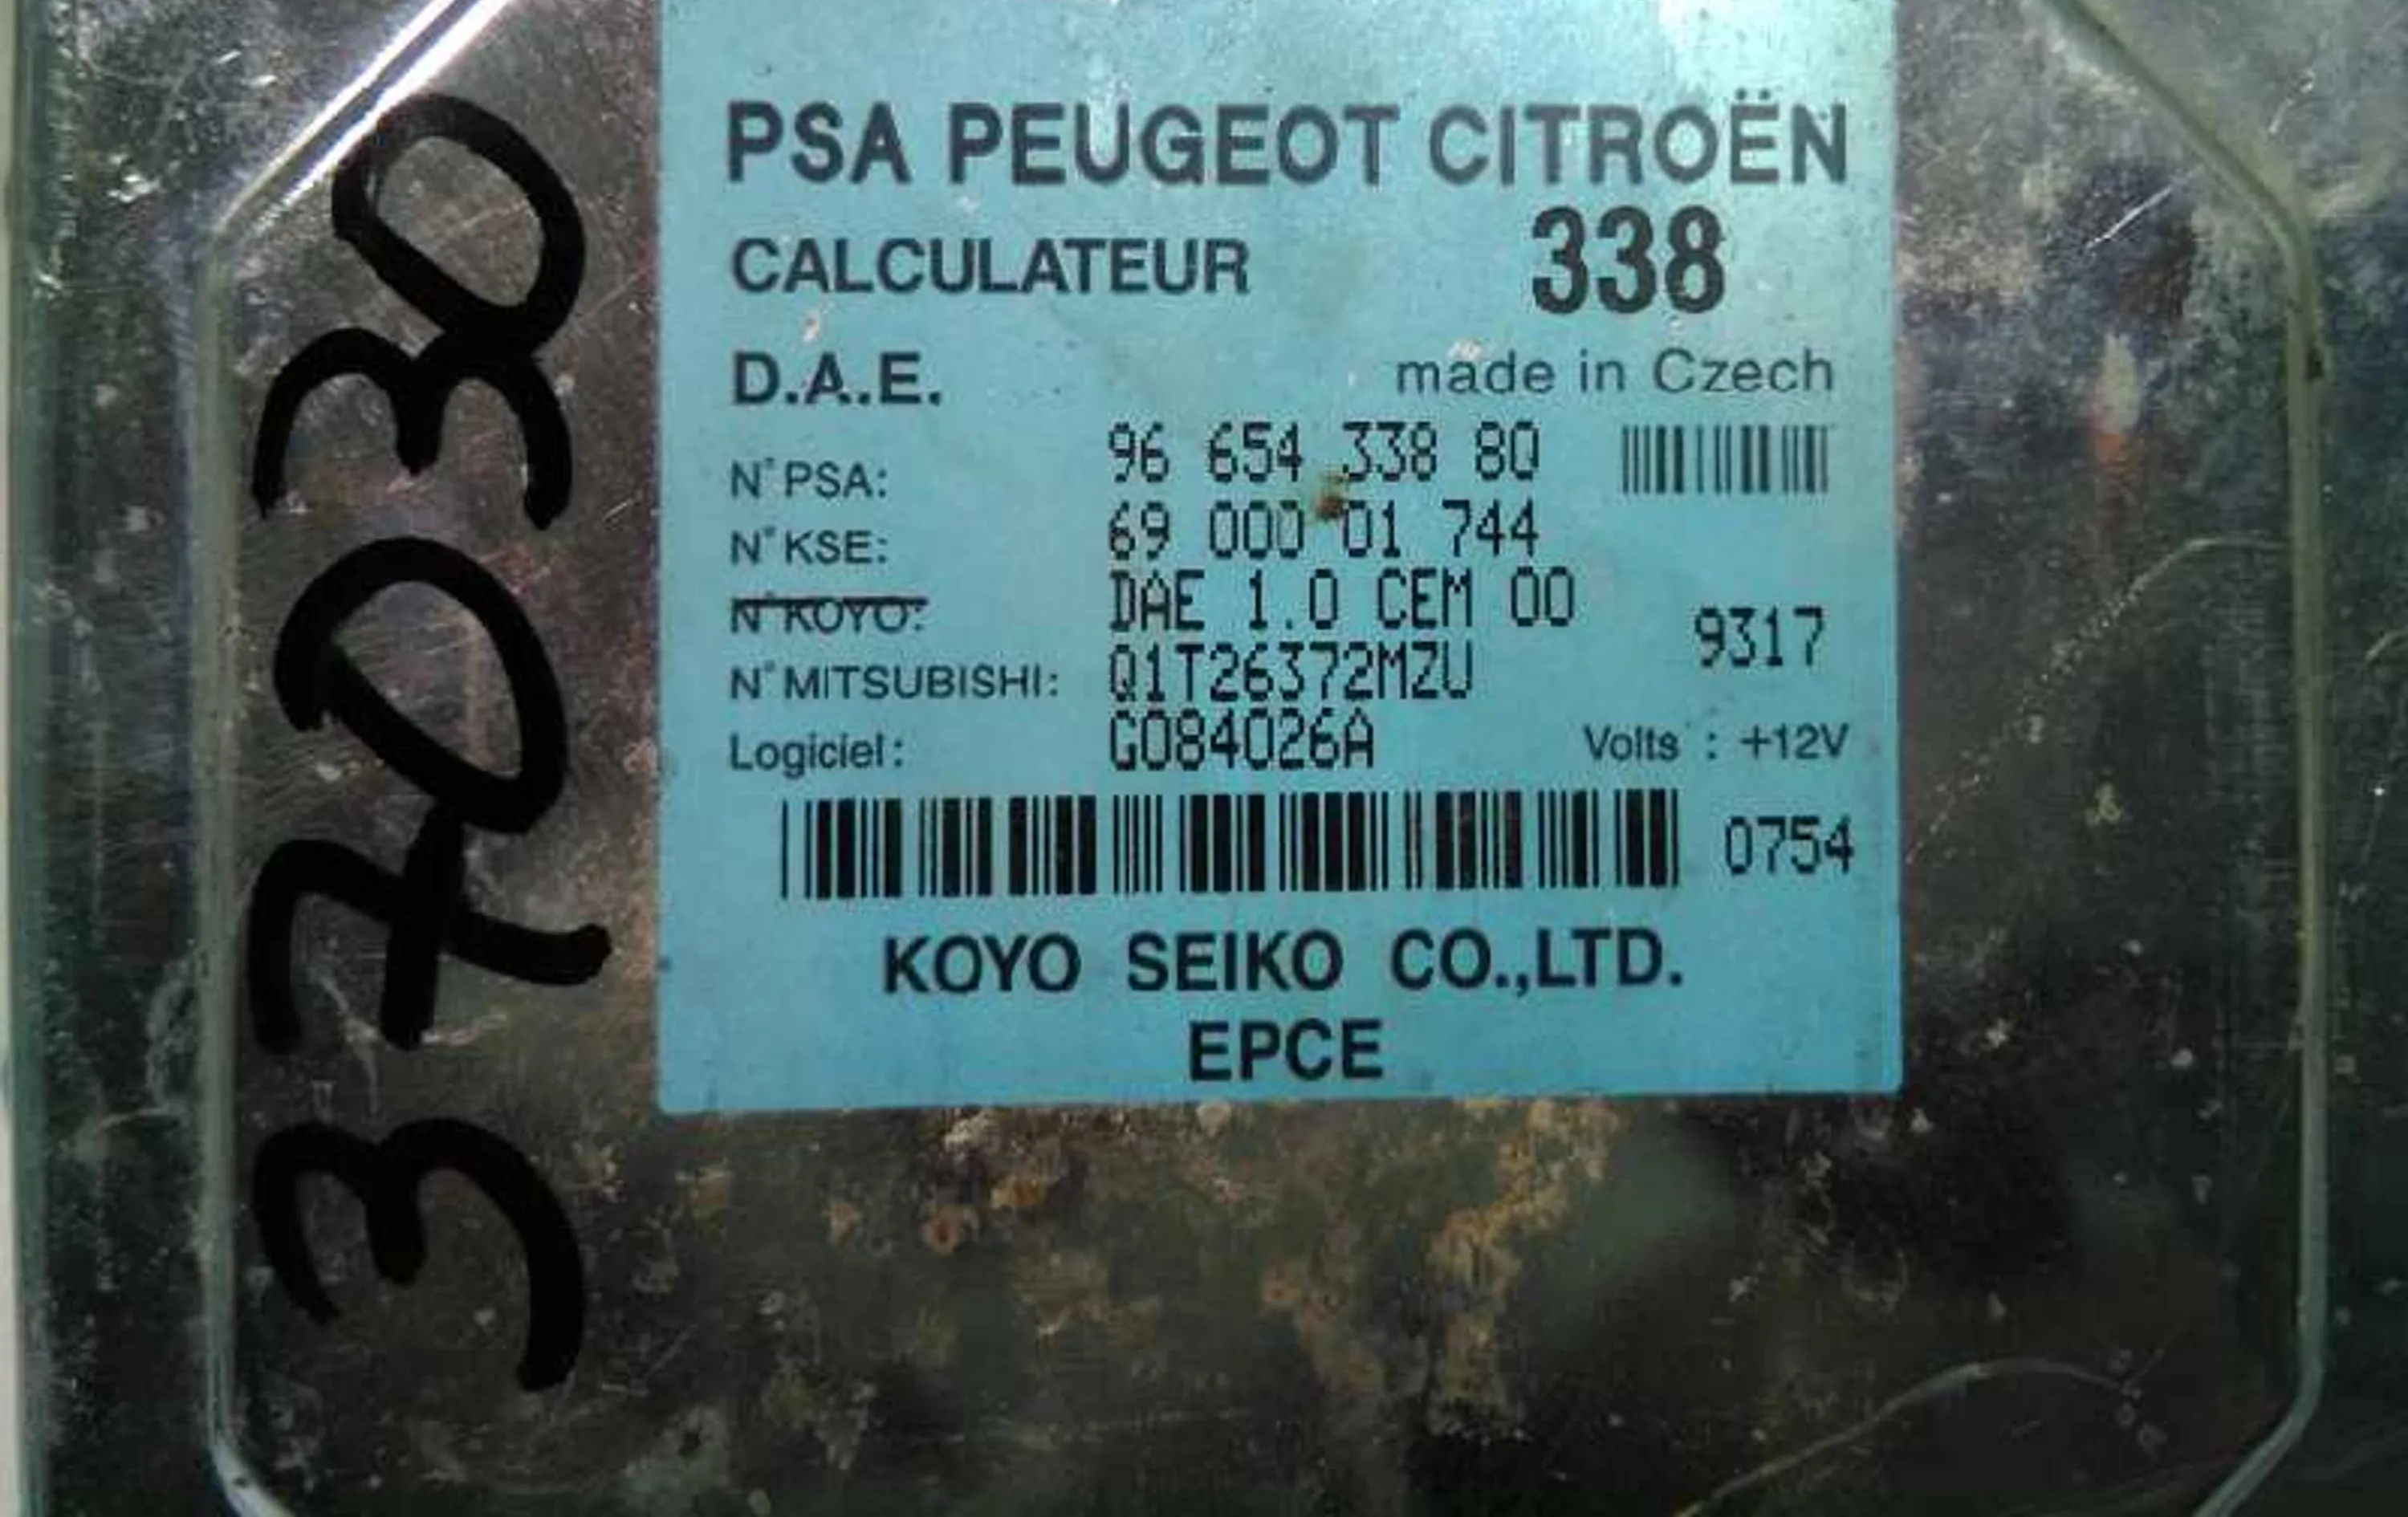 PSA PEUGEOT CITROËN
CALCULATEUR 338
D.A.E. made in Czech
N°PSA: 96 654 338 80
N°KSE: 69 000 01 744
N°KOYO: DAE 1.0 CEM 00
9317
N°MITSUBISHI: Q1T26372MZU
Logiciel: G084026A Volts : +12V
0754
KOYO SEIKO CO.,LTD.
EPCE
37030